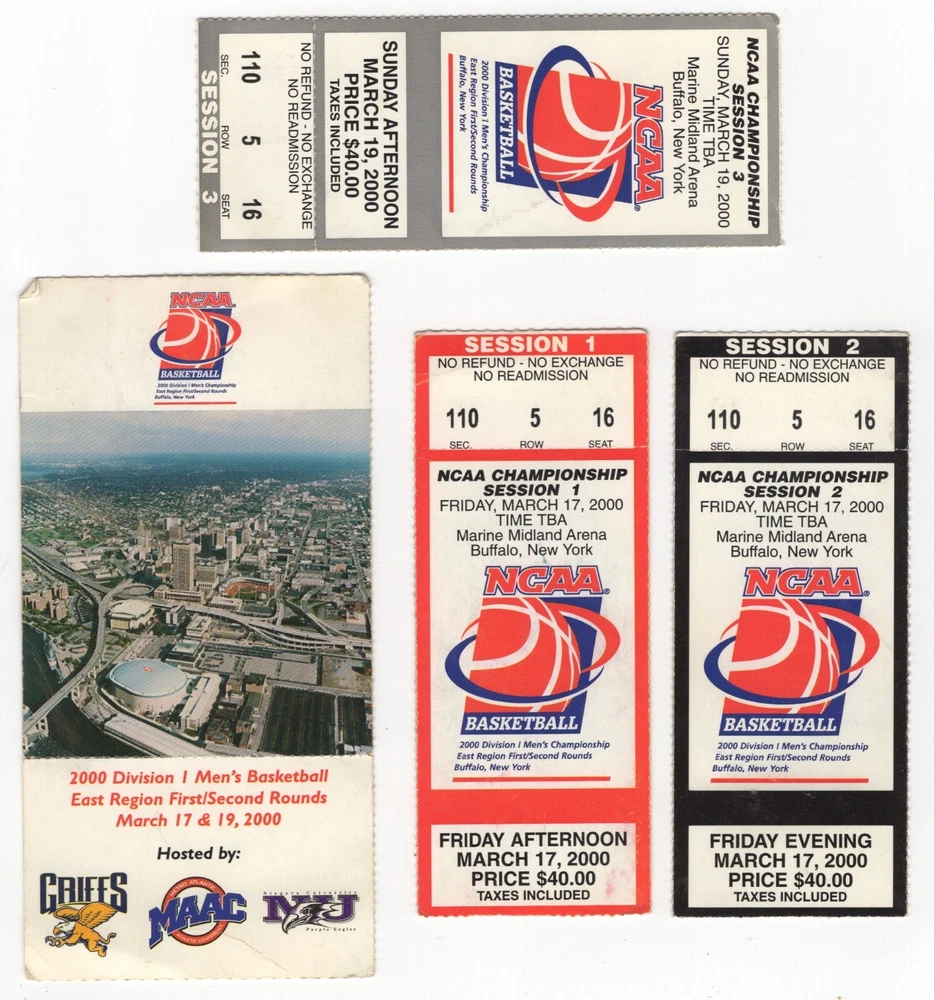 NCAA CHAMPIONSHIP
SESSION 3
SUNDAY, MARCH 19, 2000
TIME TBA
Marine Midland Arena
Buffalo, New York
NCAA®
BASKETBALL
2000 Division I Men's Championship
East Region First/Second Rounds
Buffalo, New York
SUNDAY AFTERNOON
MARCH 19, 2000
PRICE $40.00
TAXES INCLUDED
NO REFUND - NO EXCHANGE
NO READMISSION
110 5 16
SEC. ROW SEAT
SESSION 3
NCAA
BASKETBALL
2000 Division I Men's Championship
East Region First/Second Rounds
Buffalo, New York
2000 Division I Men's Basketball
East Region First/Second Rounds
March 17 & 19, 2000
Hosted by:
GRIFFS
METRO ATLANTIC
MAAC
ATHLETIC CONFERENCE
Niagara University
NU
Purple Eagles
SESSION 1
NO REFUND - NO EXCHANGE
NO READMISSION
110 5 16
SEC. ROW SEAT
NCAA CHAMPIONSHIP
SESSION 1
FRIDAY, MARCH 17, 2000
TIME TBA
Marine Midland Arena
Buffalo, New York
NCAA®
BASKETBALL
2000 Division I Men's Championship
East Region First/Second Rounds
Buffalo, New York
FRIDAY AFTERNOON
MARCH 17, 2000
PRICE $40.00
TAXES INCLUDED
SESSION 2
NO REFUND - NO EXCHANGE
NO READMISSION
110 5 16
SEC. ROW SEAT
NCAA CHAMPIONSHIP
SESSION 2
FRIDAY, MARCH 17, 2000
TIME TBA
Marine Midland Arena
Buffalo, New York
NCAA®
BASKETBALL
2000 Division I Men's Championship
East Region First/Second Rounds
Buffalo, New York
FRIDAY EVENING
MARCH 17, 2000
PRICE $40.00
TAXES INCLUDED